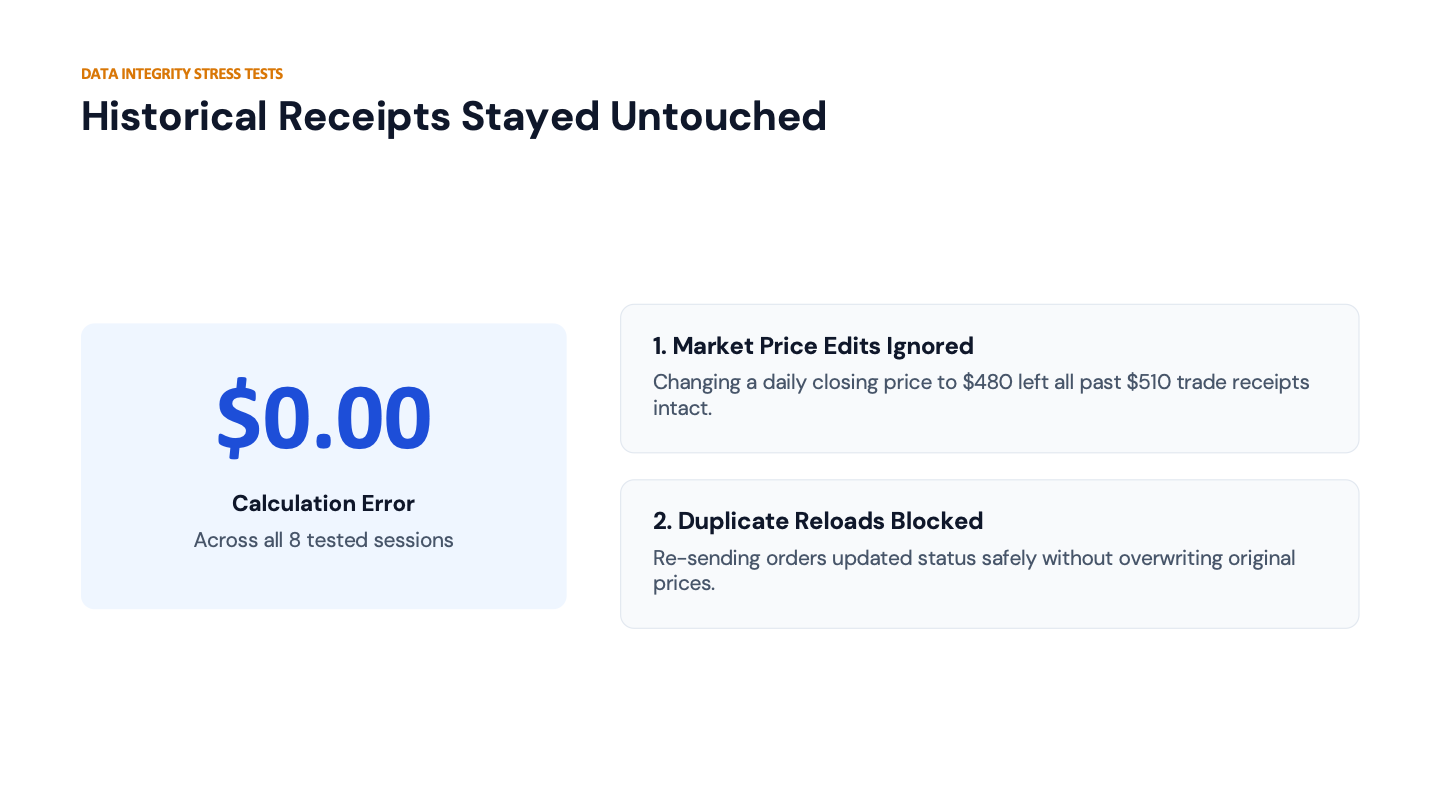 DATA INTEGRITY STRESS TESTS
Historical Receipts Stayed Untouched
$0.00
Calculation Error
Across all 8 tested sessions
1. Market Price Edits Ignored
Changing a daily closing price to $480 left all past $510 trade receipts
intact.
2. Duplicate Reloads Blocked
Re-sending orders updated status safely without overwriting original
prices.